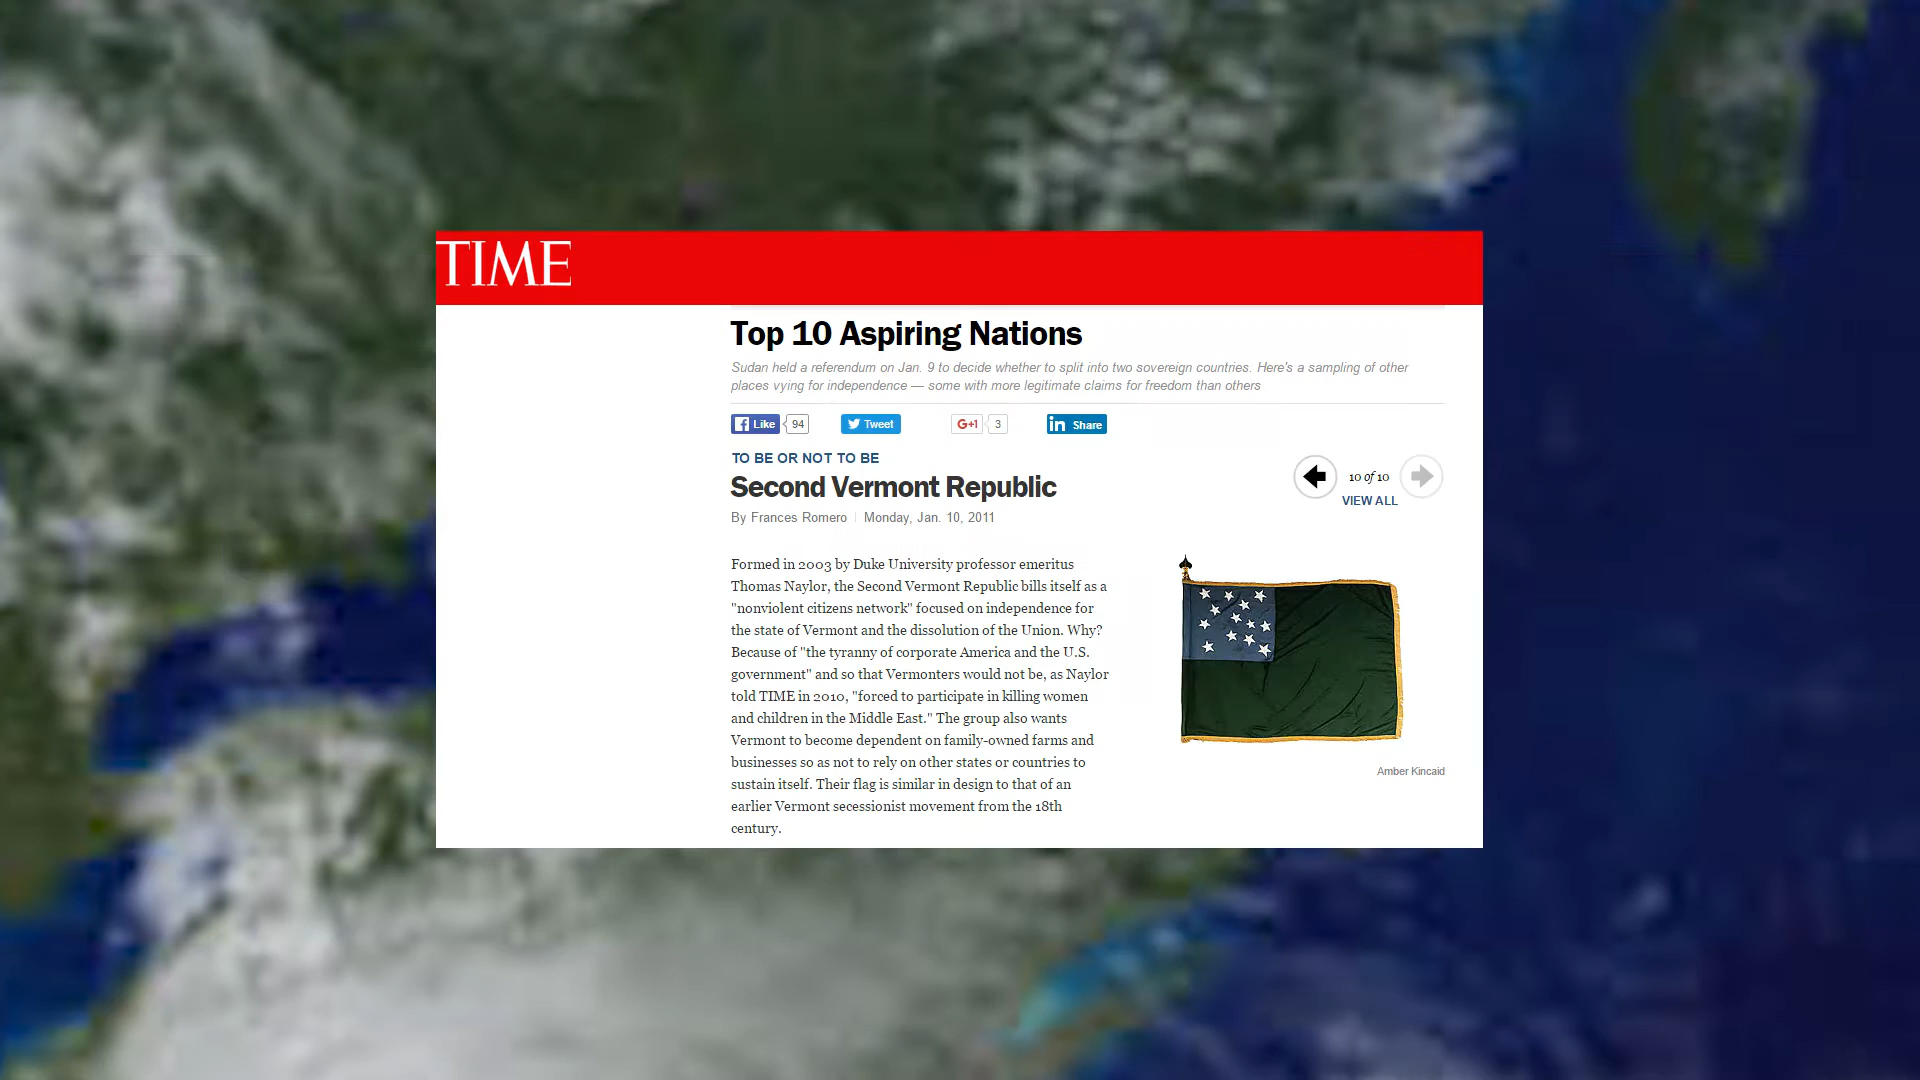 TIME
Top 10 Aspiring Nations
Sudan held a referendum on Jan. 9 to decide whether to split into two sovereign countries. Here's a sampling of other
places vying for independence — some with more legitimate claims for freedom than others
Like 94 Tweet G+1 3 in Share
TO BE OR NOT TO BE
Second Vermont Republic
10 of 10
VIEW ALL
By Frances Romero | Monday, Jan. 10, 2011
Formed in 2003 by Duke University professor emeritus
Thomas Naylor, the Second Vermont Republic bills itself as a
"nonviolent citizens network" focused on independence for
the state of Vermont and the dissolution of the Union. Why?
Because of "the tyranny of corporate America and the U.S.
government" and so that Vermonters would not be, as Naylor
told TIME in 2010, "forced to participate in killing women
and children in the Middle East." The group also wants
Vermont to become dependent on family-owned farms and
businesses so as not to rely on other states or countries to
sustain itself. Their flag is similar in design to that of an
earlier Vermont secessionist movement from the 18th
century.
Amber Kincaid